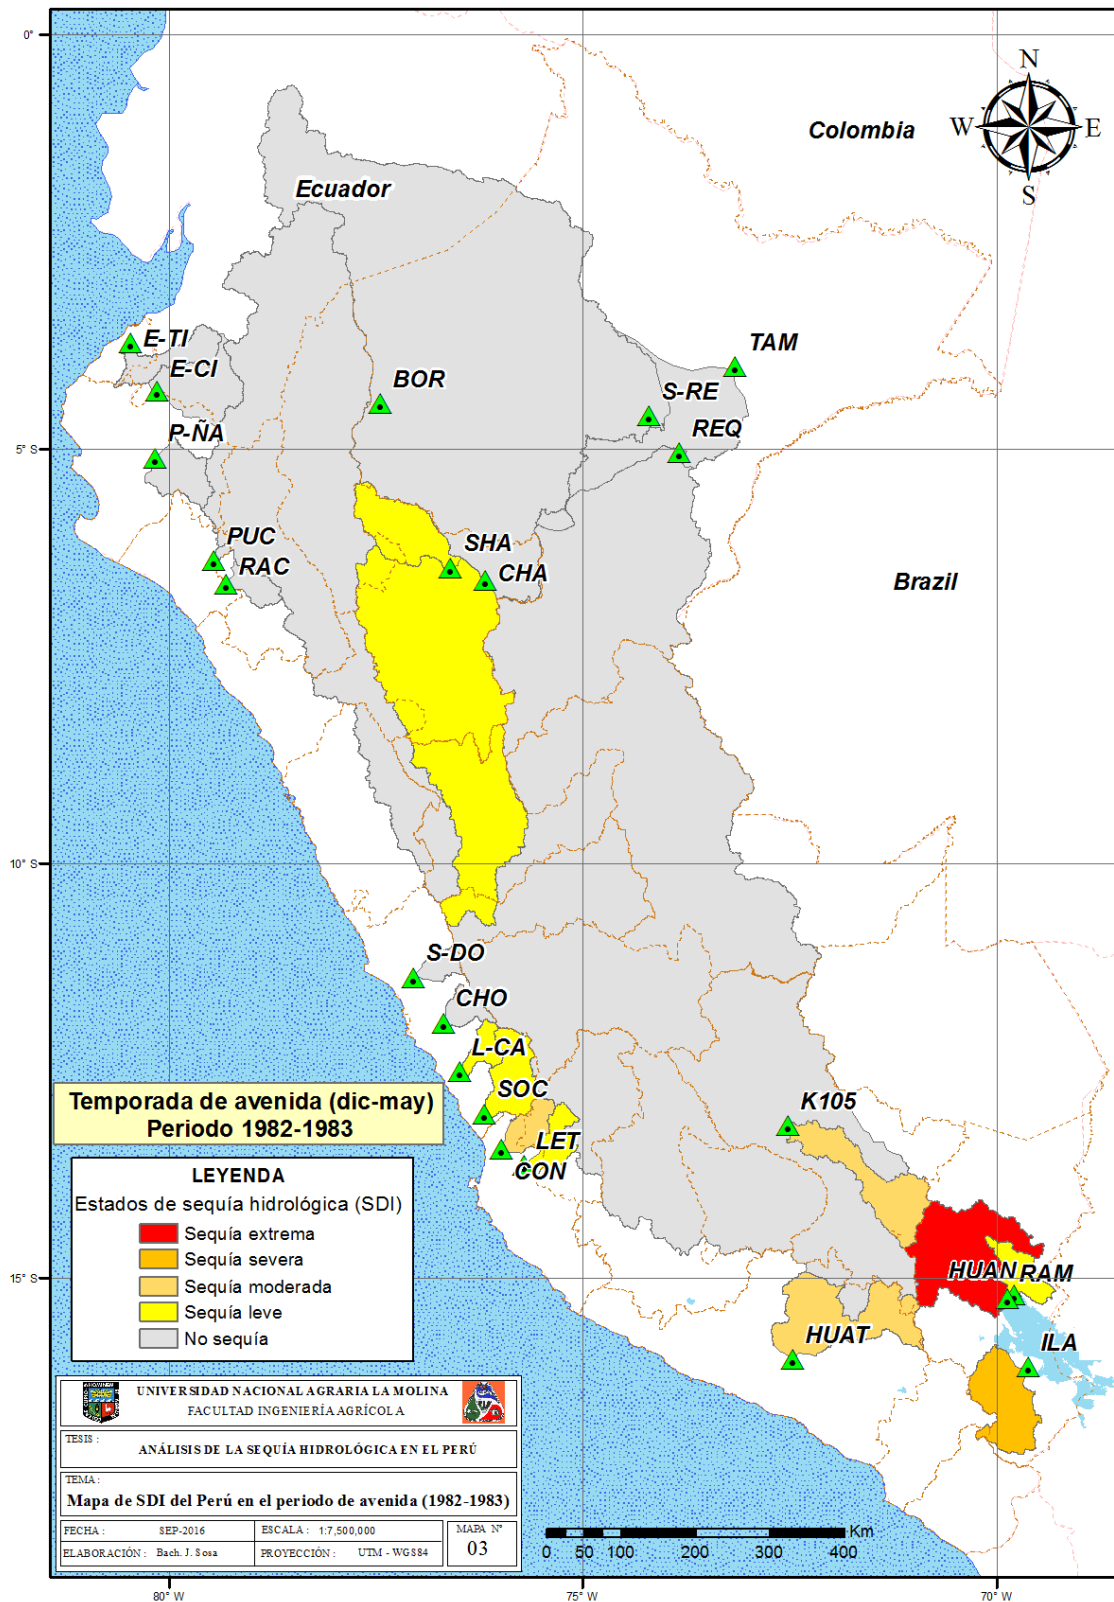 0°
N
W
E
S
Colombia
Ecuador
E-TI
E-CI
BOR
TAM
S-RE
REQ
P-ÑA
5° S
PUC
RAC
SHA
CHA
Brazil
10° S
S-DO
CHO
L-CA
SOC
LET
CON
K105
Temporada de avenida (dic-may)
Periodo 1982-1983
LEYENDA
Estados de sequía hidrológica (SDI)
Sequía extrema
Sequía severa
Sequía moderada
Sequía leve
No sequía
15° S
HUAN
RAM
HUAT
ILA
UNIVERSIDAD NACIONAL AGRARIA LA MOLINA
FACULTAD INGENIERÍA AGRÍCOLA
TESIS :
ANÁLISIS DE LA SEQUÍA HIDROLÓGICA EN EL PERÚ
TEMA :
Mapa de SDI del Perú en el periodo de avenida (1982-1983)
FECHA : SEP-2016
ESCALA : 1:7,500,000
MAPA N°
03
ELABORACIÓN : Bach. J. Sosa
PROYECCIÓN : UTM - WGS84
Km
0 50 100 200 300 400
80° W
75° W
70° W